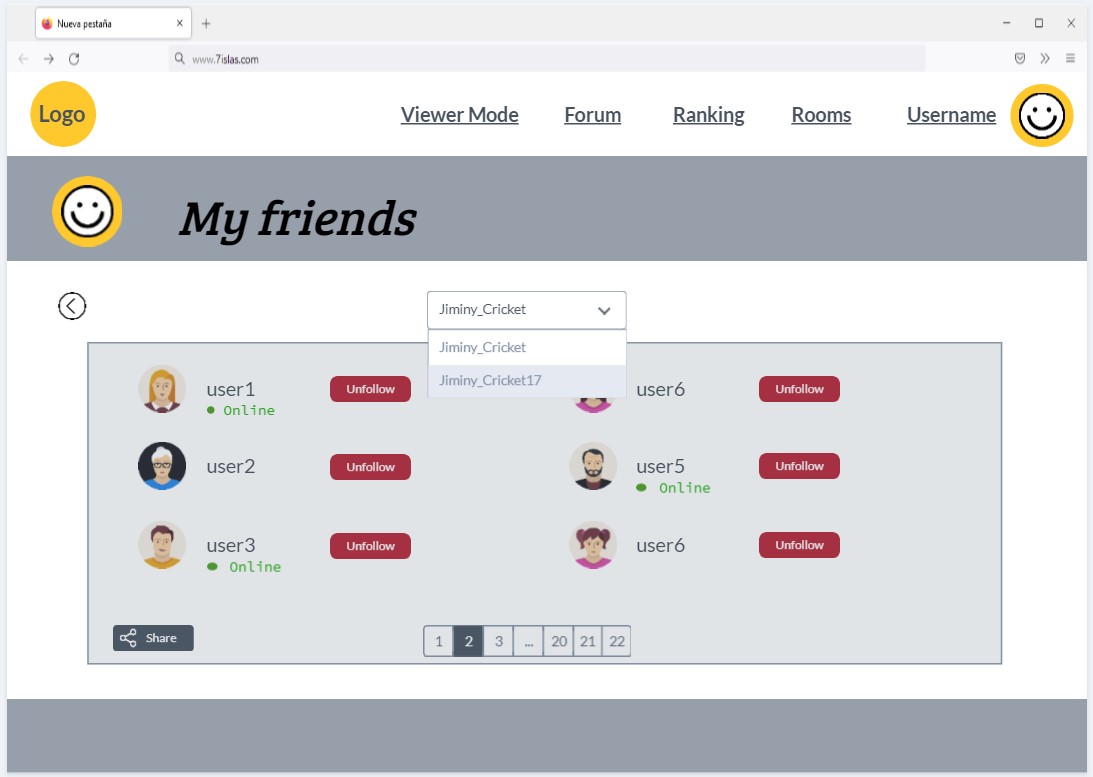 Nueva pestaña
www.7islas.com
Logo
Viewer Mode Forum Ranking Rooms Username
My friends
Jiminy_Cricket
Jiminy_Cricket
Jiminy_Cricket17
user1 Unfollow user6 Unfollow
Online
user2 Unfollow user5 Unfollow
Online
user3 Unfollow user6 Unfollow
Online
Share 1 2 3 ... 20 21 22